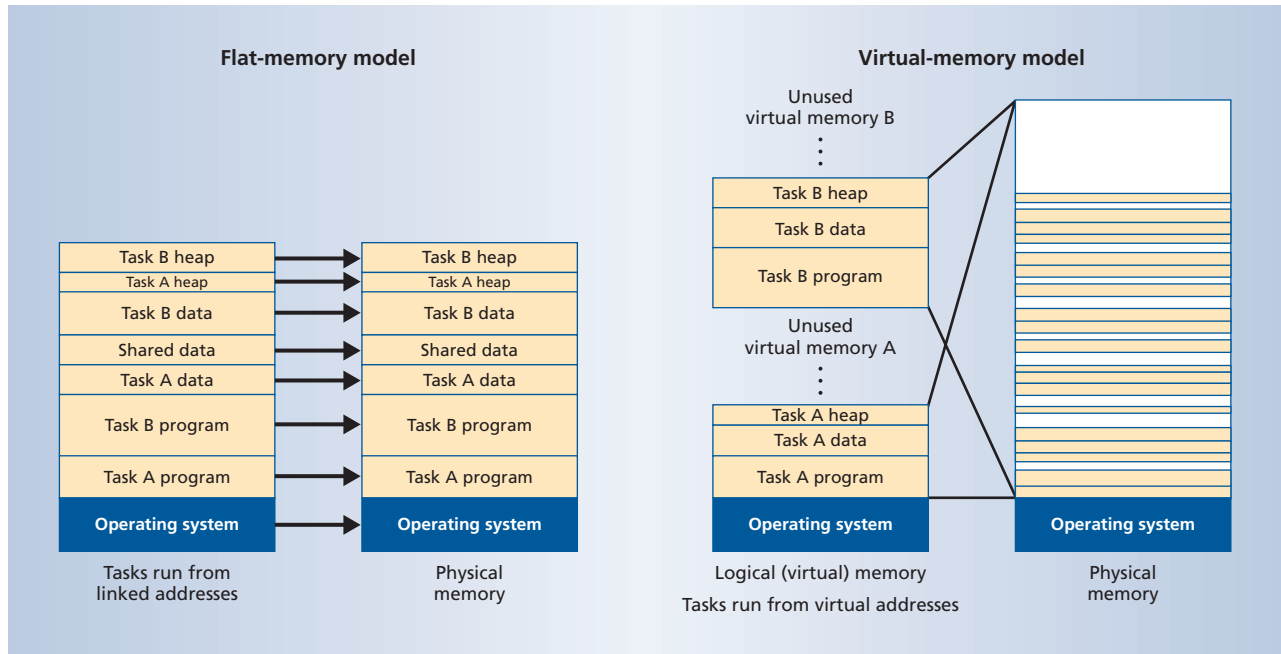 Flat-memory model
Task B heap
Task A heap
Task B data
Shared data
Task A data
Task B program
Task A program
Operating system
Tasks run from
linked addresses
Task B heap
Task A heap
Task B data
Shared data
Task A data
Task B program
Task A program
Operating system
Physical
memory
Virtual-memory model
Unused
virtual memory B
Task B heap
Task B data
Task B program
Unused
virtual memory A
Task A heap
Task A data
Task A program
Operating system
Logical (virtual) memory
Tasks run from virtual addresses
Operating system
Physical
memory